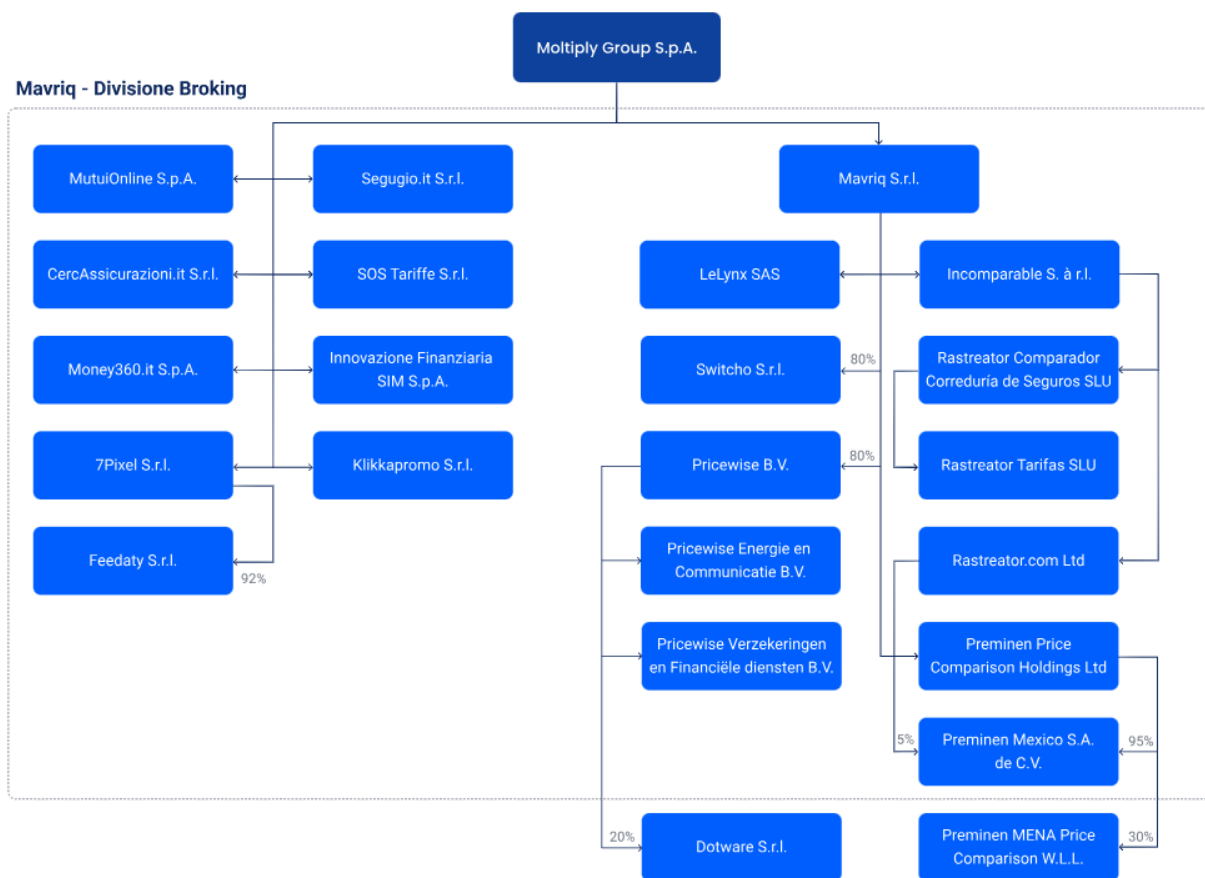 Moltiply Group S.p.A.
Mavriq - Divisione Broking
MutuiOnline S.p.A.
Segugio.it S.r.l.
Mavriq S.r.l.
CercAssicurazioni.it S.r.l.
SOS Tariffe S.r.l.
LeLynx SAS
Incomparable S. à r.l.
Money360.it S.p.A.
Innovazione Finanziaria
SIM S.p.A.
Switcho S.r.l.
80%
Rastreator Comparador
Correduría de Seguros SLU
7Pixel S.r.l.
Klikkapromo S.r.l.
Pricewise B.V.
80%
Rastreator Tarifas SLU
Feedaty S.r.l.
92%
Pricewise Energie en
Communicatie B.V.
Rastreator.com Ltd
Pricewise Verzekeringen
en Financiële diensten B.V.
Preminen Price
Comparison Holdings Ltd
5%
Preminen Mexico S.A.
de C.V.
95%
20%
Dotware S.r.l.
Preminen MENA Price
Comparison W.L.L.
30%